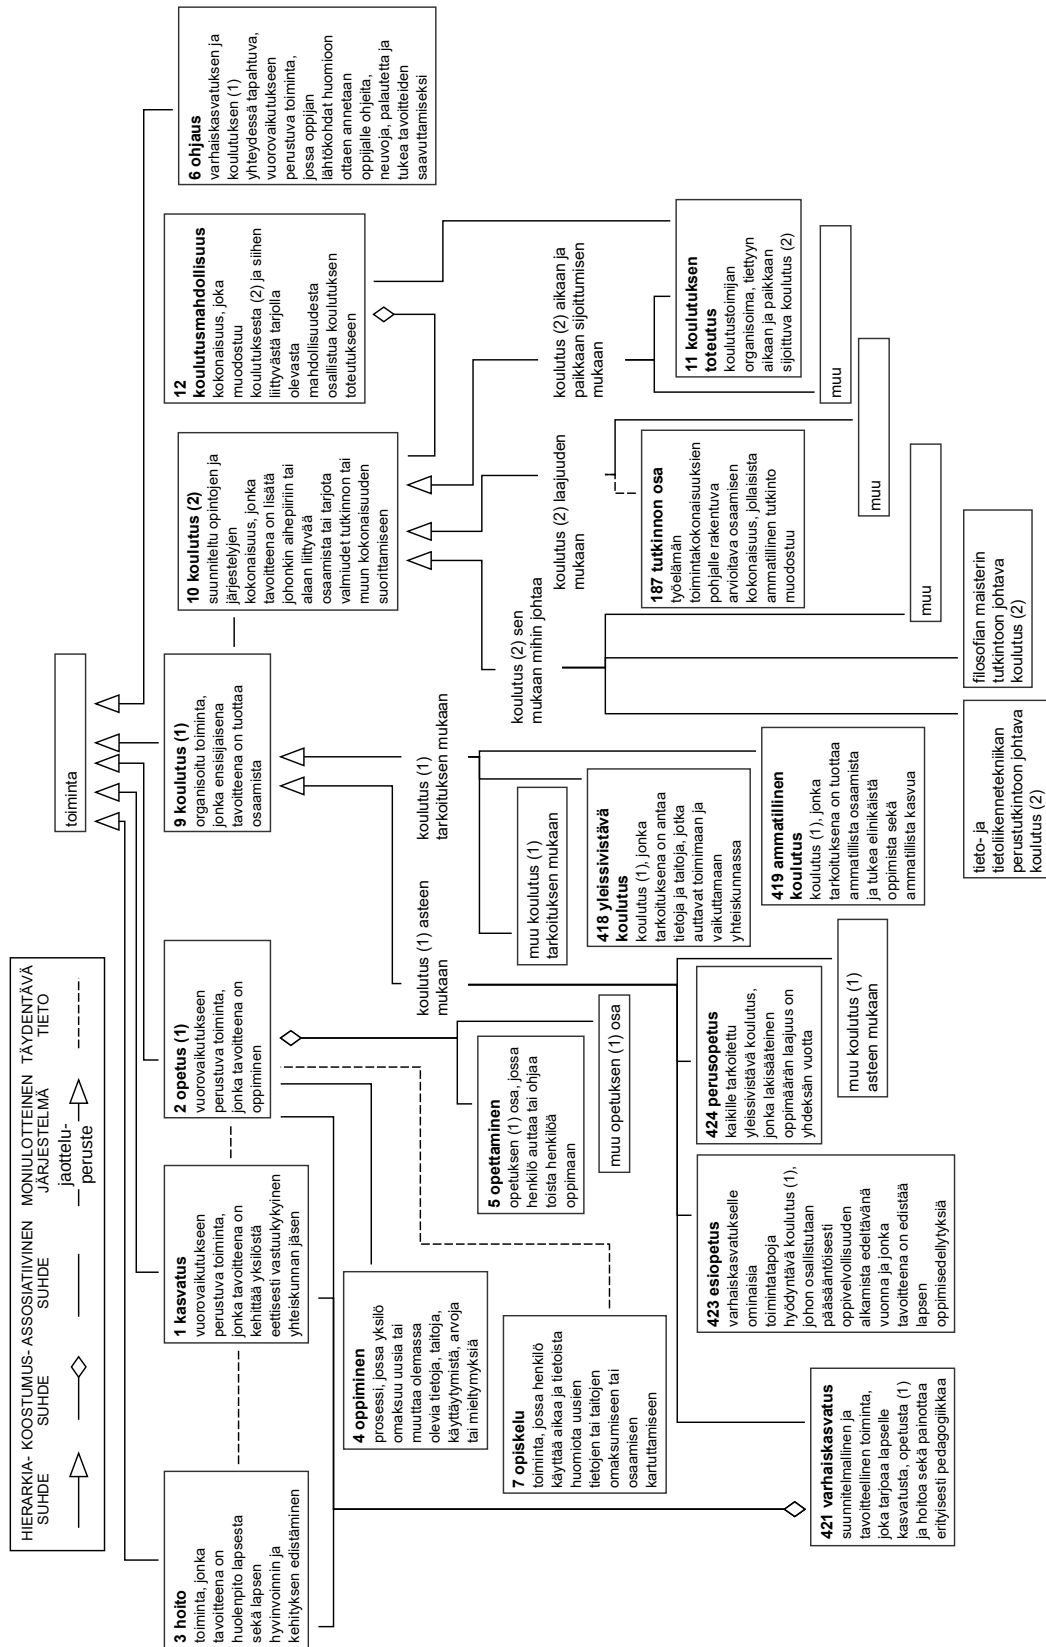 HIERARKIA- KOOSTUMUS- ASSOSIATIIVINEN MONIULOTTEINEN TÄYDENTÄVÄ
SUHDE SUHDE SUHDE JÄRJESTELMÄ TIETO
jaottelu-
peruste
toiminta
3 hoito
toiminta, jonka
tavoitteena on
huolenpito lapsesta
sekä lapsen
hyvinvoinnin ja
kehityksen edistäminen
1 kasvatus
vuorovaikutukseen
perustuva toiminta,
jonka tavoitteena on
kehittää yksilöstä
eettisesti vastuukykyinen
yhteiskunnan jäsen
2 opetus (1)
vuorovaikutukseen
perustuva toiminta,
jonka tavoitteena on
oppiminen
9 koulutus (1)
organisoitu toiminta,
jonka ensisijaisena
tavoitteena on tuottaa
osaamista
10 koulutus (2)
suunniteltu opintojen ja
järjestelyjen
kokonaisuus, jonka
tavoitteena on lisätä
johonkin aihepiiriin tai
alaan liittyvää
osaamista tai tarjota
valmiudet tutkinnon tai
muun kokonaisuuden
suorittamiseen
12
koulutusmahdollisuus
kokonaisuus, joka
muodostuu
koulutuksesta (2) ja siihen
liittyvästä tarjolla
olevasta
mahdollisuudesta
osallistua koulutuksen
toteutukseen
6 ohjaus
varhaiskasvatuksen ja
koulutuksen (1)
yhteydessä tapahtuva,
vuorovaikutukseen
perustuva toiminta,
jossa oppijan
lähtökohdat huomioon
ottaen annetaan
oppijalle ohjeita,
neuvoja, palautetta ja
tukea tavoitteiden
saavuttamiseksi
4 oppiminen
prosessi, jossa yksilö
omaksuu uusia tai
muuttaa olemassa
olevia tietoja, taitoja,
käyttäytymistä, arvoja
tai mieltymyksiä
7 opiskelu
toiminta, jossa henkilö
käyttää aikaa ja tietoista
huomiota uusien
tietojen tai taitojen
omaksumiseen tai
osaamisen
kartuttamiseen
5 opettaminen
opetuksen (1) osa, jossa
henkilö auttaa tai ohjaa
toista henkilöä
oppimaan
muu opetuksen (1) osa
koulutus (1) asteen
mukaan
koulutus (1)
tarkoituksen mukaan
muu koulutus (1)
tarkoituksen mukaan
418 yleissivistävä
koulutus
koulutus (1), jonka
tarkoituksena on antaa
tietoja ja taitoja, jotka
auttavat toimimaan ja
vaikuttamaan
yhteiskunnassa
419 ammatillinen
koulutus
koulutus (1), jonka
tarkoituksena on tuottaa
ammatillista osaamista
ja tukea elinikäistä
oppimista sekä
ammatillista kasvua
koulutus (2) sen
mukaan mihin johtaa
koulutus (2) laajuuden
mukaan
koulutus (2) aikaan ja
paikkaan sijoittumisen
mukaan
187 tutkinnon osa
työelämän
toimintakokonaisuuksien
pohjalle rakentuva
arvioitava osaamisen
kokonaisuus, jollaisista
ammatillinen tutkinto
muodostuu
11 koulutuksen
toteutus
koulutustoimijan
organisoima, tiettyyn
aikaan ja paikkaan
sijoittuva koulutus (2)
muu
muu
muu
421 varhaiskasvatus
suunnitelmallinen ja
tavoitteellinen toiminta,
joka tarjoaa lapselle
kasvatusta, opetusta (1)
ja hoitoa sekä painottaa
erityisesti pedagogiikkaa
423 esiopetus
varhaiskasvatukselle
ominaisia
toimintatapoja
hyödyntävä koulutus (1),
johon osallistutaan
pääsääntöisesti
oppivelvollisuuden
alkamista edeltävänä
vuonna ja jonka
tavoitteena on edistää
lapsen
oppimisedellytyksiä
424 perusopetus
kaikille tarkoitettu
yleissivistävä koulutus,
jonka lakisääteinen
oppimäärän laajuus on
yhdeksän vuotta
muu koulutus (1)
asteen mukaan
tieto-ja
tietoliikennetekniikan
perustutkintoon johtava
koulutus (2)
filosofian maisterin
tutkintoon johtava
koulutus (2)